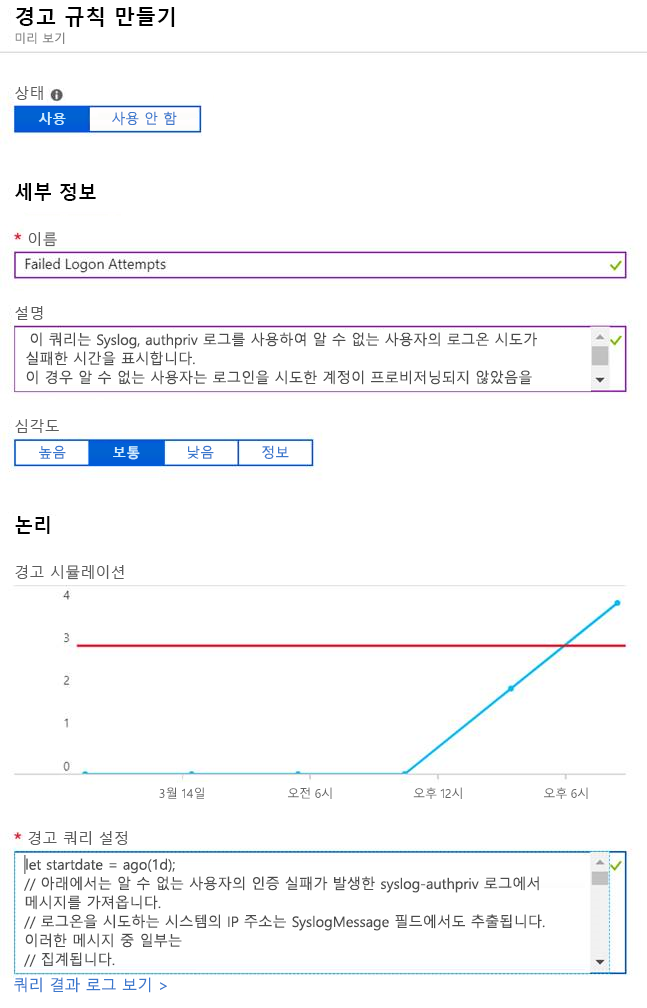 경고 규칙 만들기
미리 보기
상태
사용 사용 안 함
세부 정보
* 이름
Failed Logon Attempts
설명
이 쿼리는 Syslog, authpriv 로그를 사용하여 알 수 없는 사용자의 로그온 시도가
실패한 시간을 표시합니다.
이 경우 알 수 없는 사용자는 로그인을 시도한 계정이 프로비저닝되지 않았음을
심각도
높음 보통 낮음 정보
논리
경고 시뮬레이션
4
3
2
1
0
3월 14일 오전 6시 오후 12시 오후 6시
* 경고 쿼리 설정
let startdate = ago(1d);
// 아래에서는 알 수 없는 사용자의 인증 실패가 발생한 syslog-authpriv 로그에서
메시지를 가져옵니다.
// 로그온을 시도하는 시스템의 IP 주소는 SyslogMessage 필드에서도 추출됩니다.
이러한 메시지 중 일부는
// 집계됩니다.
쿼리 결과 로그 보기 >